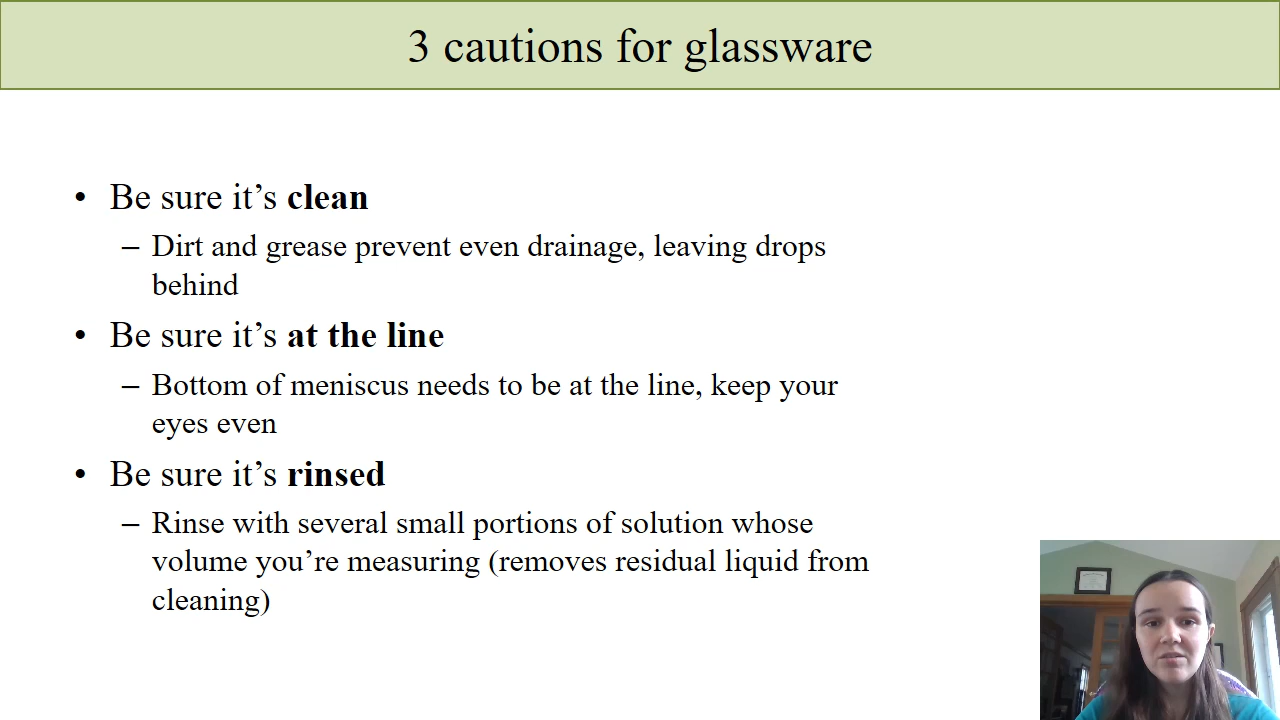 3 cautions for glassware
• Be sure it’s clean
– Dirt and grease prevent even drainage, leaving drops
behind
• Be sure it’s at the line
– Bottom of meniscus needs to be at the line, keep your
eyes even
• Be sure it’s rinsed
– Rinse with several small portions of solution whose
volume you’re measuring (removes residual liquid from
cleaning)